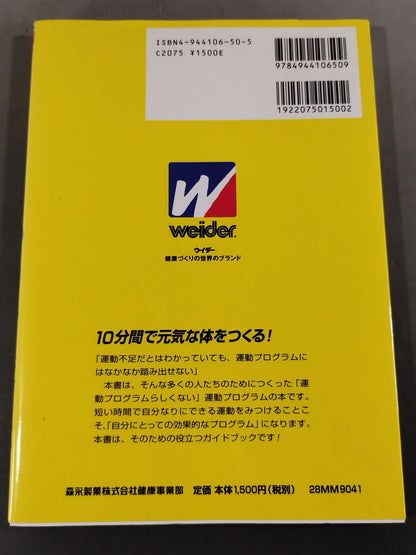 ISBN4-944106-50-5
C2075 ¥1500E
9784944106509
1922075015002
W
weider
ウイダー
健康づくりの世界のブランド
10分間で元気な体をつくる!
「運動不足だとはわかっていても、運動プログラムに
はなかなか踏み出せない」
本書は、そんな多くの人たちのためにつくった「運
動プログラムらしくない」運動プログラムの本です。
短い時間で自分なりにできる運動をみつけることこ
そ、「自分にとっての効果的なプログラム」になります。
本書は、そのための役立つガイドブックです!
森永製菓株式会社健康事業部 定価 本体1,500円(税別) 28MM9041